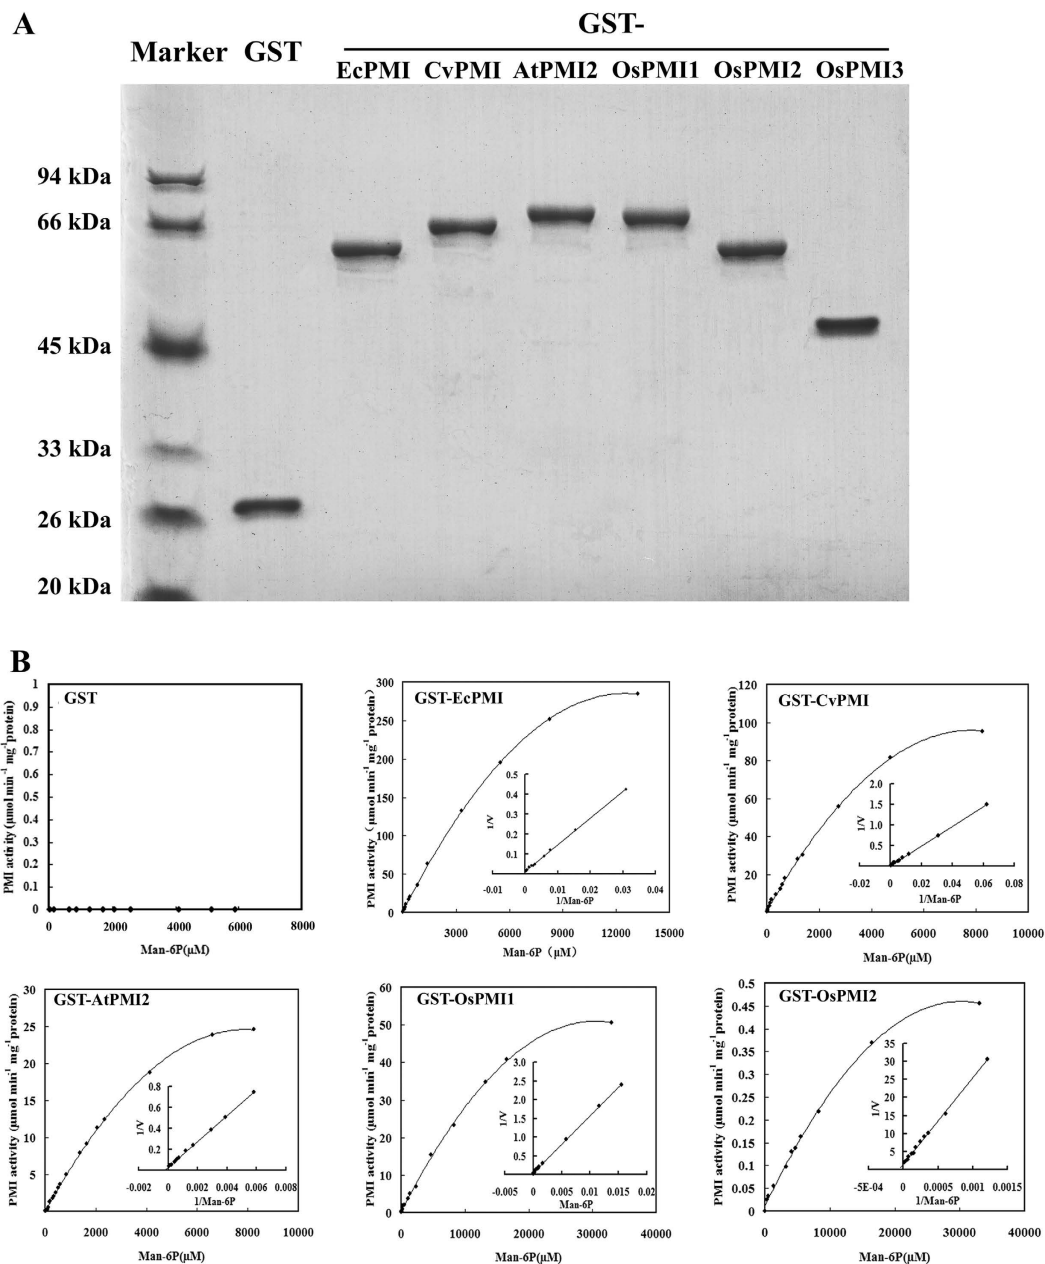 A
GST-
Marker GST
EcPMI CvPMI AtPMI2 OsPMI1 OsPMI2 OsPMI3
94 kDa
66 kDa
45 kDa
33 kDa
26 kDa
20 kDa
B
GST
PMI activity (μmol min⁻¹ mg⁻¹protein)
1
0.9
0.8
0.7
0.6
0.5
0.4
0.3
0.2
0.1
0
0 2000 4000 6000 8000
Man-6P(μM)
GST-EcPMI
PMI activity（μmol min⁻¹ mg⁻¹protein）
300
250
200
150
100
50
0
3000 6000 9000 12000 15000
Man-6P（μM）
1/V
0.5
0.4
0.3
0.2
0.1
-0.01 0 0.01 0.02 0.03 0.04
1/Man-6P
GST-CvPMI
PMI activity (μmol min⁻¹ mg⁻¹protein)
120
100
80
60
40
20
0
0 2000 4000 6000 8000 10000
Man-6P(μM)
1/V
2.0
1.5
1.0
0.5
-0.02 0 0.02 0.04 0.06 0.08
1/Man-6P
GST-AtPMI2
PMI activity (μmol min⁻¹ mg⁻¹protein)
30
25
20
15
10
5
0 2000 4000 6000 8000 10000
Man-6P(μM)
1/V
0.8
0.6
0.4
0.2
-0.002 0 0.002 0.004 0.006 0.008
1/Man-6P
GST-OsPMI1
PMI activity (μmol min⁻¹ mg⁻¹protein)
60
50
40
30
20
10
0
0 10000 20000 30000 40000
Man-6P(μM)
1/V
3.0
2.5
2.0
1.5
1.0
0.5
-0.005 0 0.005 0.01 0.015 0.02
Man-6P
GST-OsPMI2
PMI activity (μmol min⁻¹ mg⁻¹protein)
0.5
0.45
0.4
0.35
0.3
0.25
0.2
0.15
0.1
0.05
0
0 10000 20000 30000 40000
Man-6P(μM)
1/V
35
30
25
20
15
10
5
0
-5E-04 0 0.0005 0.001 0.0015
1/Man-6P